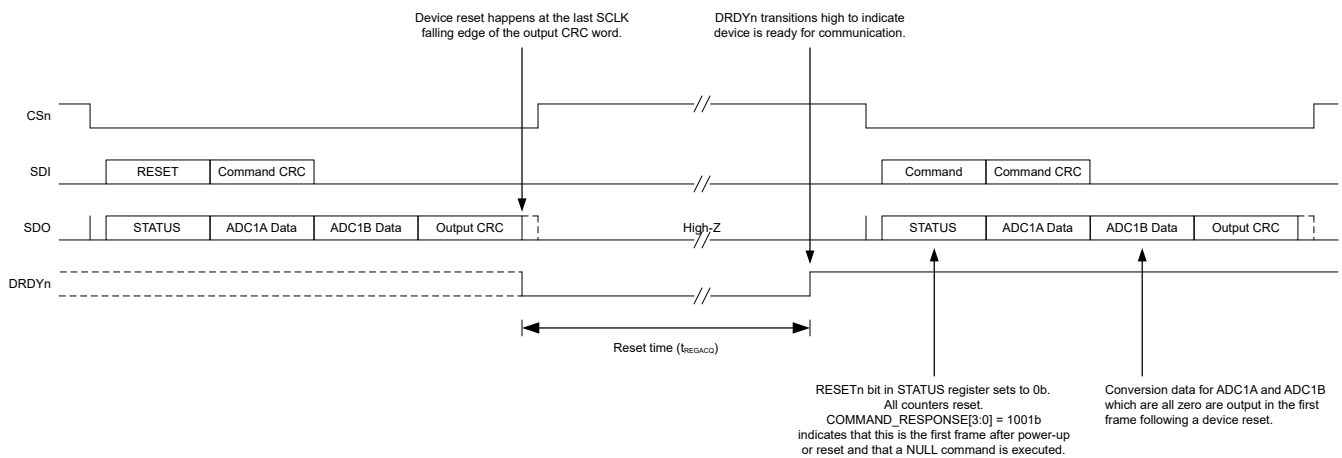 Device reset happens at the last SCLK
falling edge of the output CRC word.
DRDYn transitions high to indicate
device is ready for communication.
CSn
SDI
RESET
Command CRC
Command
Command CRC
SDO
STATUS
ADC1A Data
ADC1B Data
Output CRC
High-Z
STATUS
ADC1A Data
ADC1B Data
Output CRC
DRDYn
Reset time (tREGACQ)
RESETn bit in STATUS register sets to 0b.
All counters reset.
COMMAND_RESPONSE[3:0] = 1001b
indicates that this is the first frame after power-up
or reset and that a NULL command is executed.
Conversion data for ADC1A and ADC1B
which are all zero are output in the first
frame following a device reset.